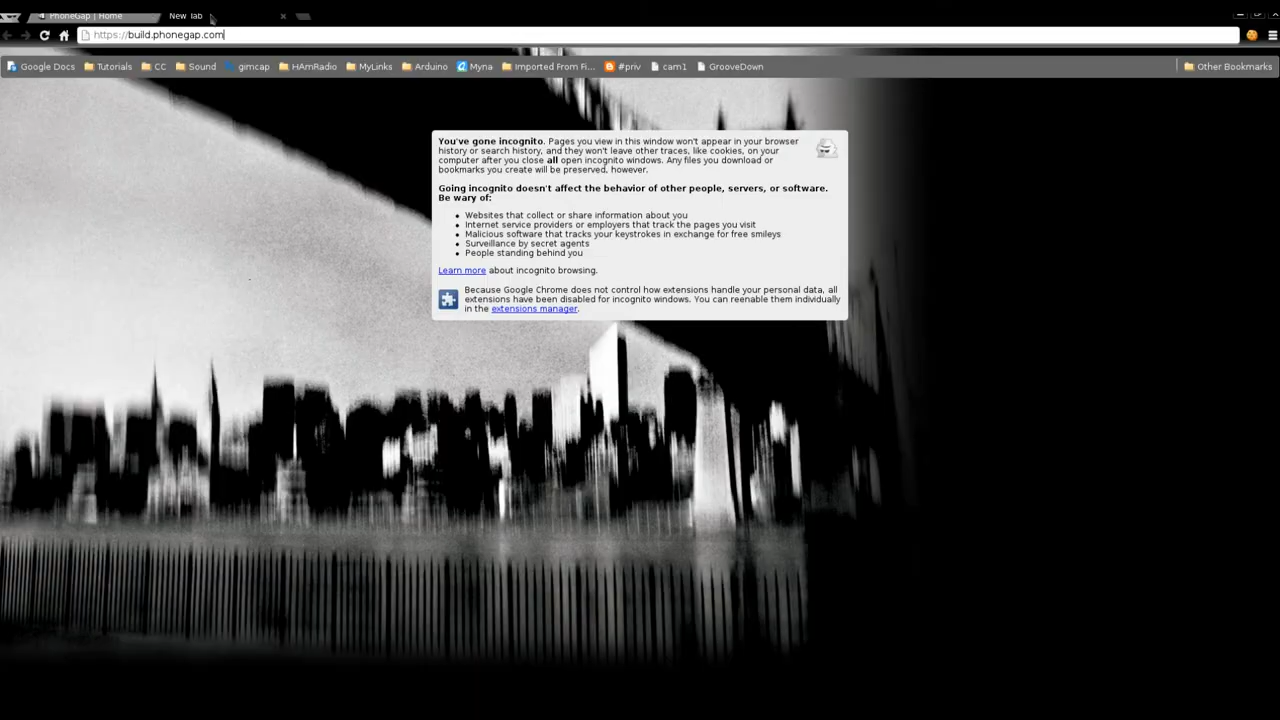 PhoneGap | Home
New Tab
https://build.phonegap.com
Google Docs Tutorials CC Sound gimcap HAmRadio MyLinks Arduino Myna Imported From Fi... #priv cam1 GrooveDown Other Bookmarks
You've gone incognito. Pages you view in this window won't appear in your browser
history or search history, and they won't leave other traces, like cookies, on your
computer after you close all open incognito windows. Any files you download or
bookmarks you create will be preserved, however.
Going incognito doesn't affect the behavior of other people, servers, or software.
Be wary of:
• Websites that collect or share information about you
• Internet service providers or employers that track the pages you visit
• Malicious software that tracks your keystrokes in exchange for free smileys
• Surveillance by secret agents
• People standing behind you
Learn more about incognito browsing.
Because Google Chrome does not control how extensions handle your personal data, all
extensions have been disabled for incognito windows. You can reenable them individually
in the extensions manager.